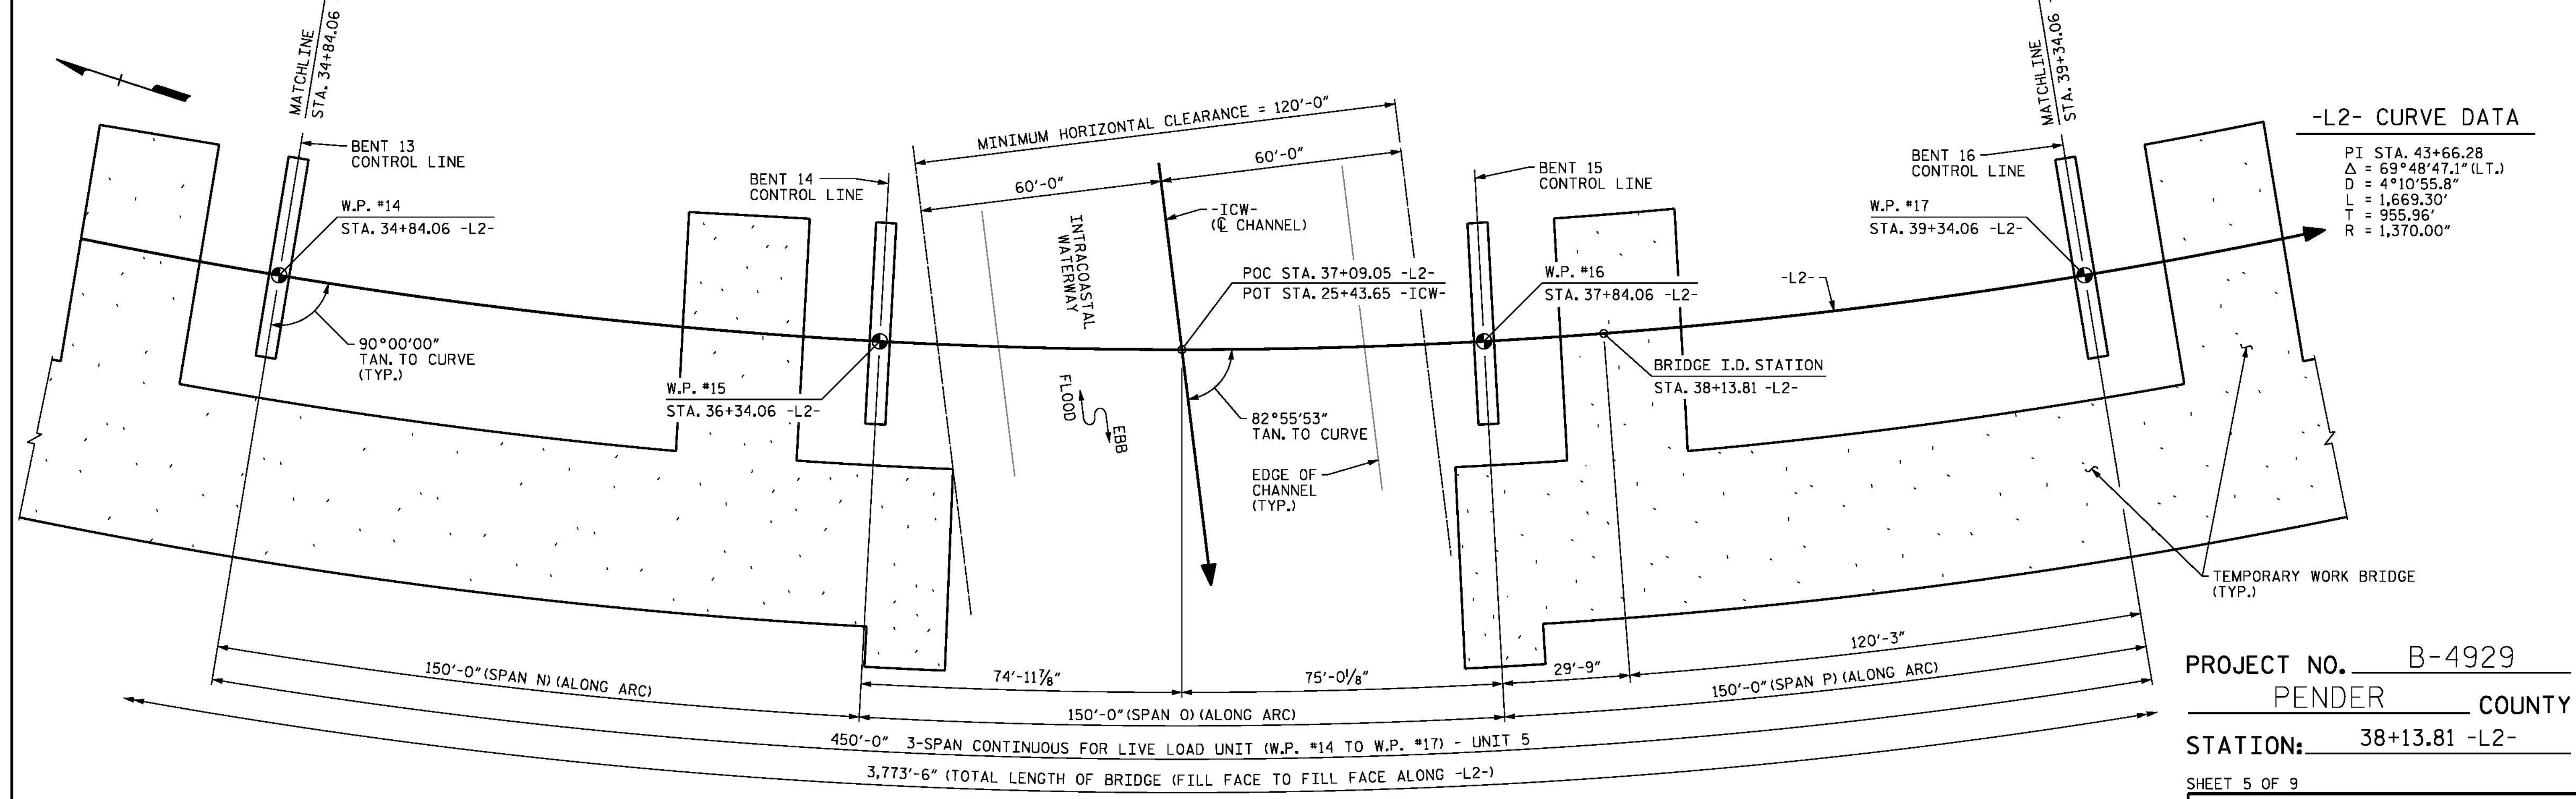 MATCHLINE
STA. 34+84.06
BENT 13
CONTROL LINE
W.P. #14
STA. 34+84.06 -L2-
90°00'00"
TAN. TO CURVE
(TYP.)
BENT 14
CONTROL LINE
W.P. #15
STA. 36+34.06 -L2-
MINIMUM HORIZONTAL CLEARANCE = 120'-0"
60'-0"
60'-0"
-ICW-
(℄ CHANNEL)
INTRACOASTAL
WATERWAY
POC STA. 37+09.05 -L2-
POT STA. 25+43.65 -ICW-
FLOOD
EBB
82°55'53"
TAN. TO CURVE
EDGE OF
CHANNEL
(TYP.)
BENT 15
CONTROL LINE
W.P. #16
STA. 37+84.06 -L2-
BRIDGE I.D. STATION
STA. 38+13.81 -L2-
-L2-
BENT 16
CONTROL LINE
W.P. #17
STA. 39+34.06 -L2-
MATCHLINE
STA. 39+34.06
-L2- CURVE DATA
PI STA. 43+66.28
Δ = 69°48'47.1" (LT.)
D = 4°10'55.8"
L = 1,669.30'
T = 955.96'
R = 1,370.00"
TEMPORARY WORK BRIDGE
(TYP.)
150'-0" (SPAN N) (ALONG ARC)
74'-11⅞"
75'-0⅛"
29'-9"
120'-3"
150'-0" (SPAN O) (ALONG ARC)
150'-0" (SPAN P) (ALONG ARC)
450'-0" 3-SPAN CONTINUOUS FOR LIVE LOAD UNIT (W.P. #14 TO W.P. #17) - UNIT 5
3,773'-6" (TOTAL LENGTH OF BRIDGE (FILL FACE TO FILL FACE ALONG -L2-)
PROJECT NO. B-4929
PENDER COUNTY
STATION: 38+13.81 -L2-
SHEET 5 OF 9